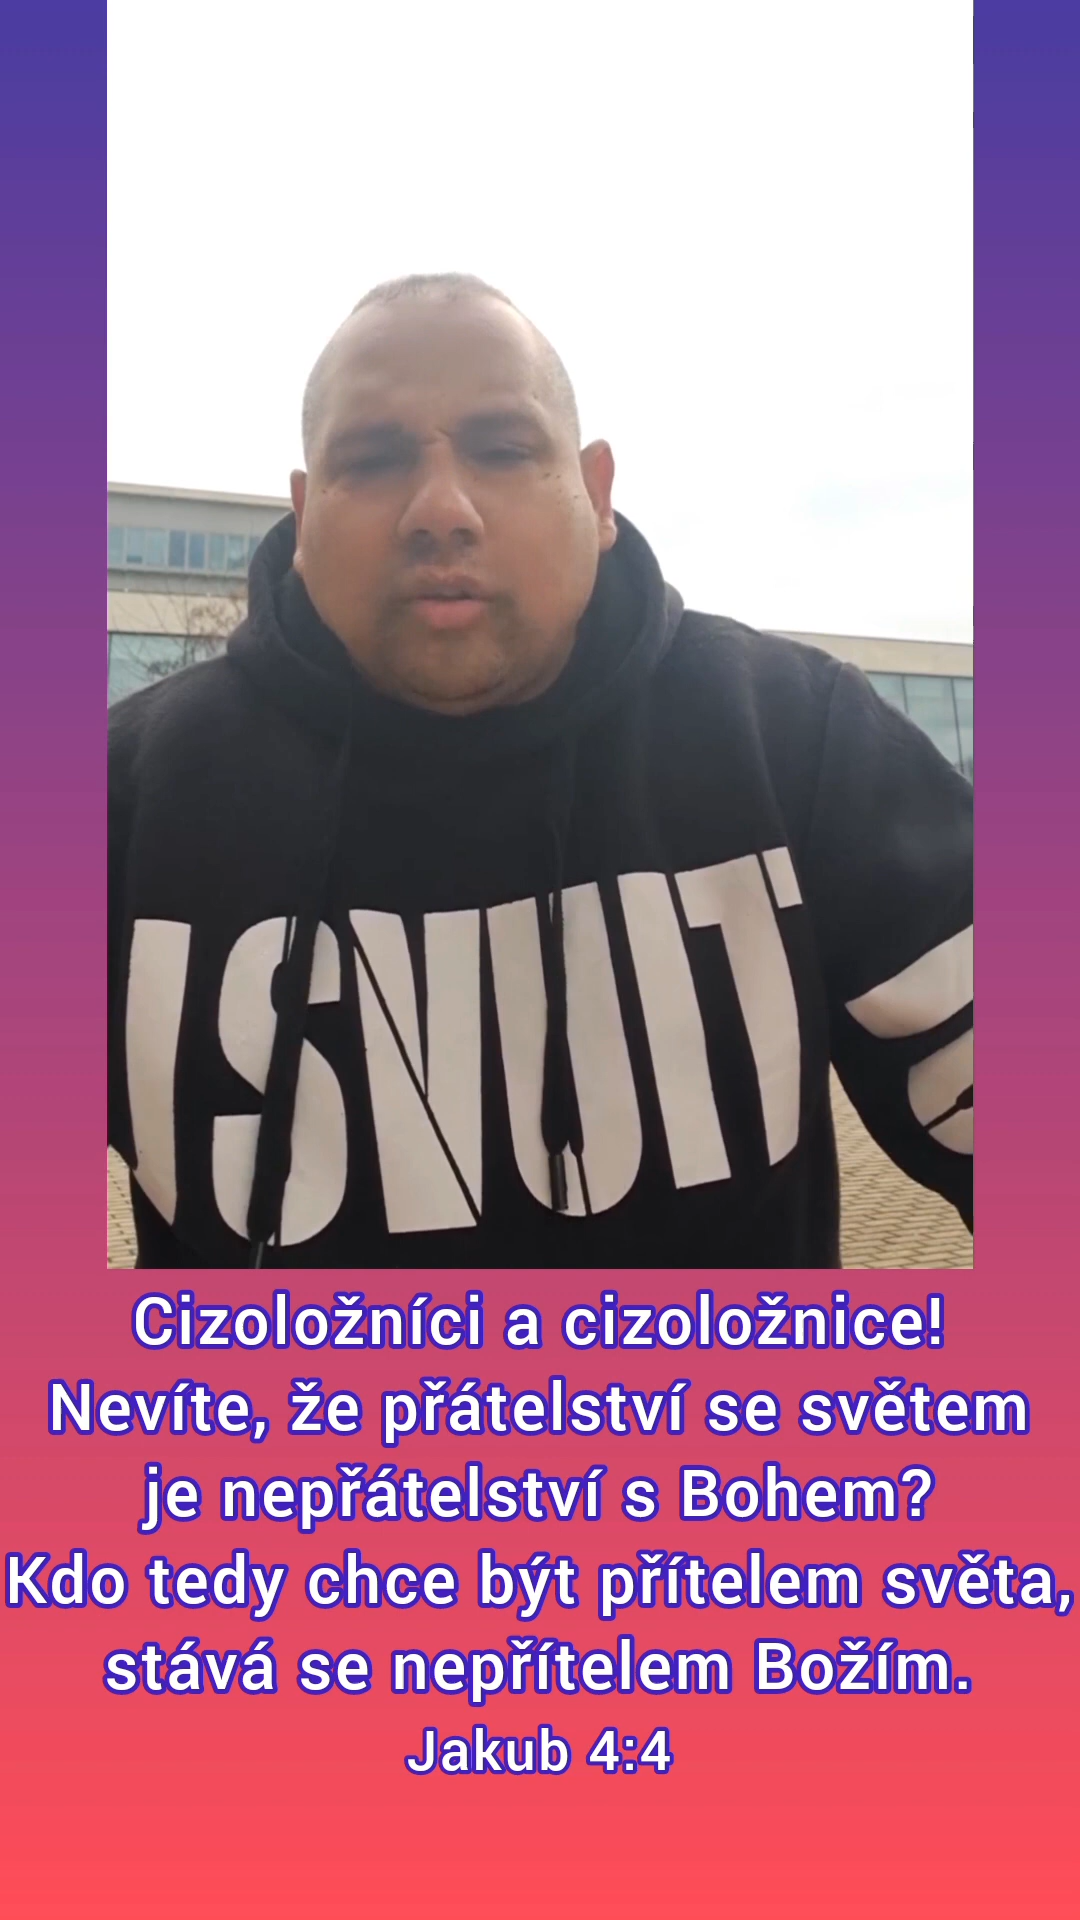 ISNUIT
Cizoložníci a cizoložnice!
Nevíte, že přátelství se světem
je nepřátelství s Bohem?
Kdo tedy chce být přítelem světa,
stává se nepřítelem Božím.
Jakub 4:4